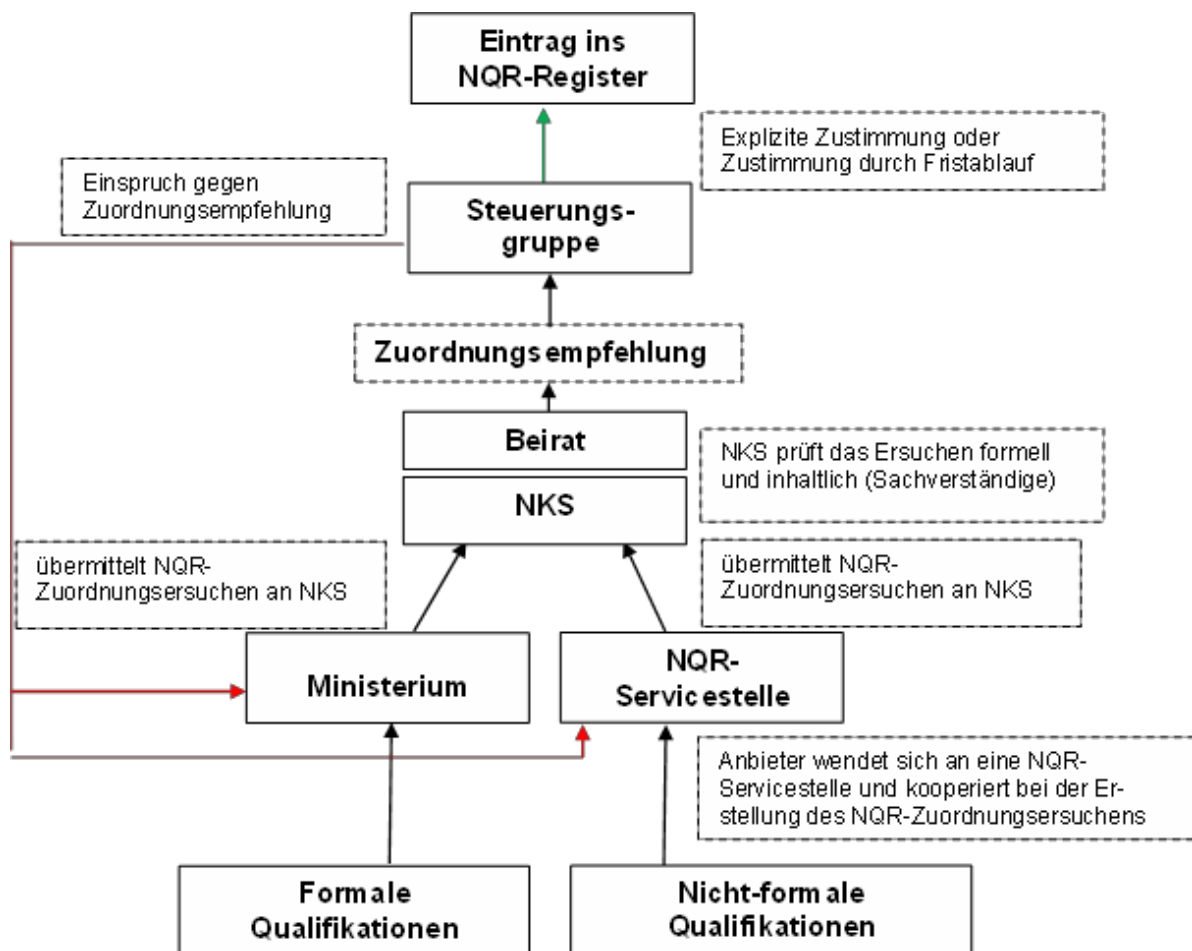 Eintrag ins
NQR-Register
Explizite Zustimmung oder
Zustimmung durch Fristablauf
Einspruch gegen
Zuordnungsempfehlung
Steuerungs-
gruppe
Zuordnungsempfehlung
Beirat
NKS prüft das Ersuchen formell
und inhaltlich (Sachverständige)
NKS
übermittelt NQR-
Zuordnungsersuchen an NKS
übermittelt NQR-
Zuordnungsersuchen an NKS
Ministerium
NQR-
Servicestelle
Anbieter wendet sich an eine NQR-
Servicestelle und kooperiert bei der Er-
stellung des NQR-Zuordnungsersuchens
Formale
Qualifikationen
Nicht-formale
Qualifikationen